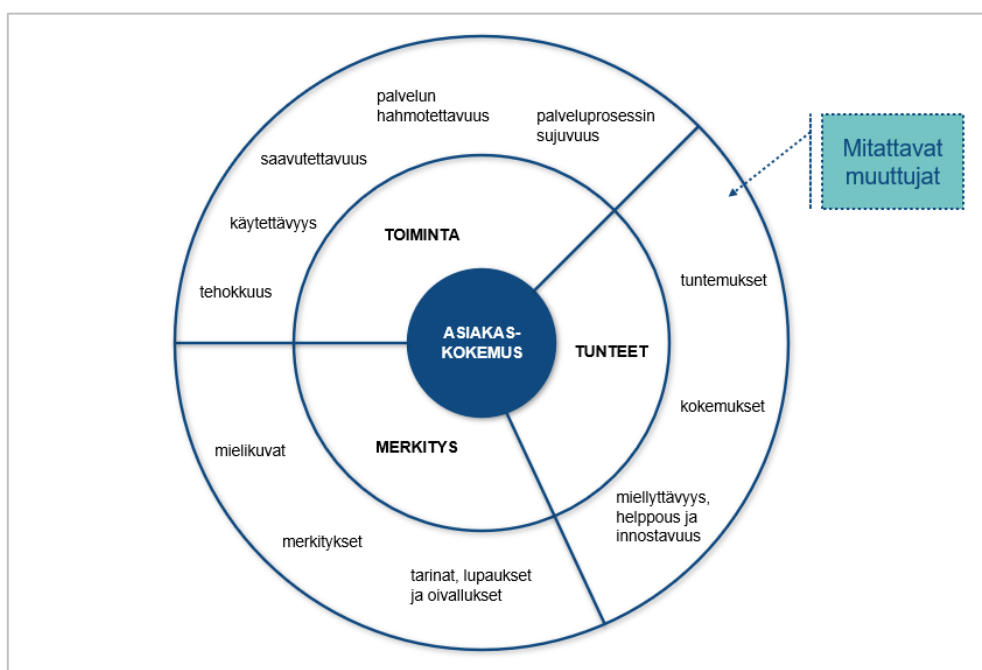 palvelun
hahmotettavuus
palveluprosessin
sujuvuus
saavutettavuus
käytettävyys
tehokkuus
TOIMINTA
Mitattavat
muuttujat
tuntemukset
kokemukset
miellyttävyys,
helppous ja
innostavuus
TUNTEET
ASIAKAS-
KOKEMUS
MERKITYS
mielikuvat
merkitykset
tarinat, lupaukset
ja oivallukset